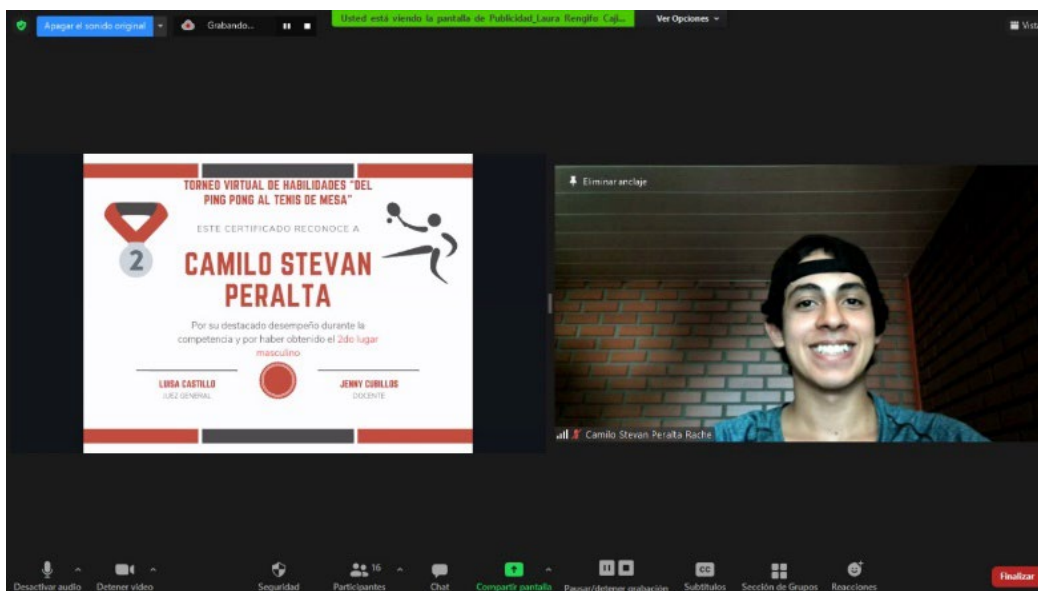 Usted está viendo la pantalla de Publicidad_Laura Rengifo Caji...
Ver Opciones
Apagar el sonido original
Grabando...
Vista
TORNEO VIRTUAL DE HABILIDADES "DEL
PING PONG AL TENIS DE MESA"
ESTE CERTIFICADO RECONOCE A
2
CAMILO STEVAN
PERALTA
Por su destacado desempeño durante la
competencia y por haber obtenido el 2do lugar
masculino
LUISA CASTILLO
JUEZ GENERAL
JENNY CUBILLOS
DOCENTE
Eliminar anclaje
Camilo Stevan Peralta Rache
Desactivar audio
Detener video
Seguridad
16
Participantes
Chat
Compartir pantalla
Pausar/detener grabación
CC
Subtítulos
Sección de Grupos
Reacciones
Finalizar